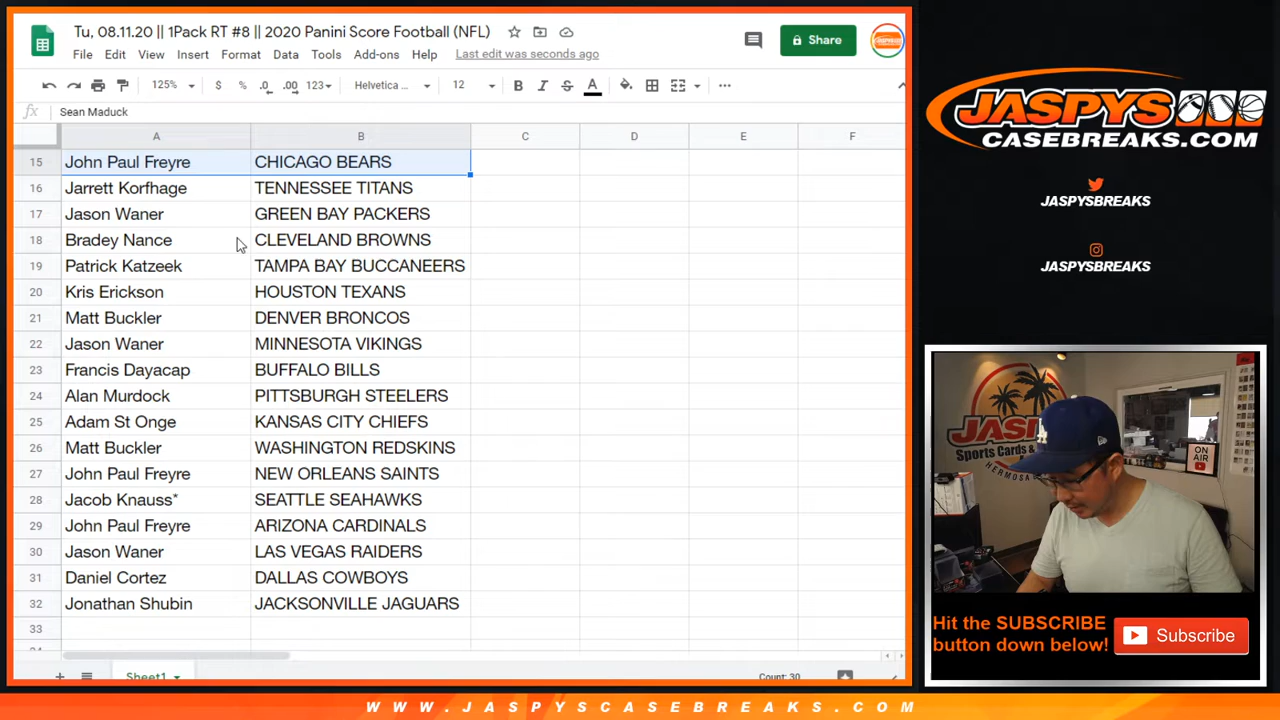 Tu, 08.11.20 || 1Pack RT #8 || 2020 Panini Score Football (NFL)
File Edit View Insert Format Data Tools Add-ons Help Last edit was seconds ago
Share
125% $ % .0 .00 123 Helvetica ... 12 B I S A ...
fx Sean Maduck
A B C D E F
15 John Paul Freyre CHICAGO BEARS
16 Jarrett Korfhage TENNESSEE TITANS
17 Jason Waner GREEN BAY PACKERS
18 Bradey Nance CLEVELAND BROWNS
19 Patrick Katzeek TAMPA BAY BUCCANEERS
20 Kris Erickson HOUSTON TEXANS
21 Matt Buckler DENVER BRONCOS
22 Jason Waner MINNESOTA VIKINGS
23 Francis Dayacap BUFFALO BILLS
24 Alan Murdock PITTSBURGH STEELERS
25 Adam St Onge KANSAS CITY CHIEFS
26 Matt Buckler WASHINGTON REDSKINS
27 John Paul Freyre NEW ORLEANS SAINTS
28 Jacob Knauss* SEATTLE SEAHAWKS
29 John Paul Freyre ARIZONA CARDINALS
30 Jason Waner LAS VEGAS RAIDERS
31 Daniel Cortez DALLAS COWBOYS
32 Jonathan Shubin JACKSONVILLE JAGUARS
33
Sheet1 Count: 30
JASPYS
CASEBREAKS.COM
JASPYSBREAKS
JASPYSBREAKS
JASPY'S
Sports Cards &
HERMOSA
ON
AIR
Hit the SUBSCRIBE
button down below!
Subscribe
WWW.JASPYSCASEBREAKS.COM